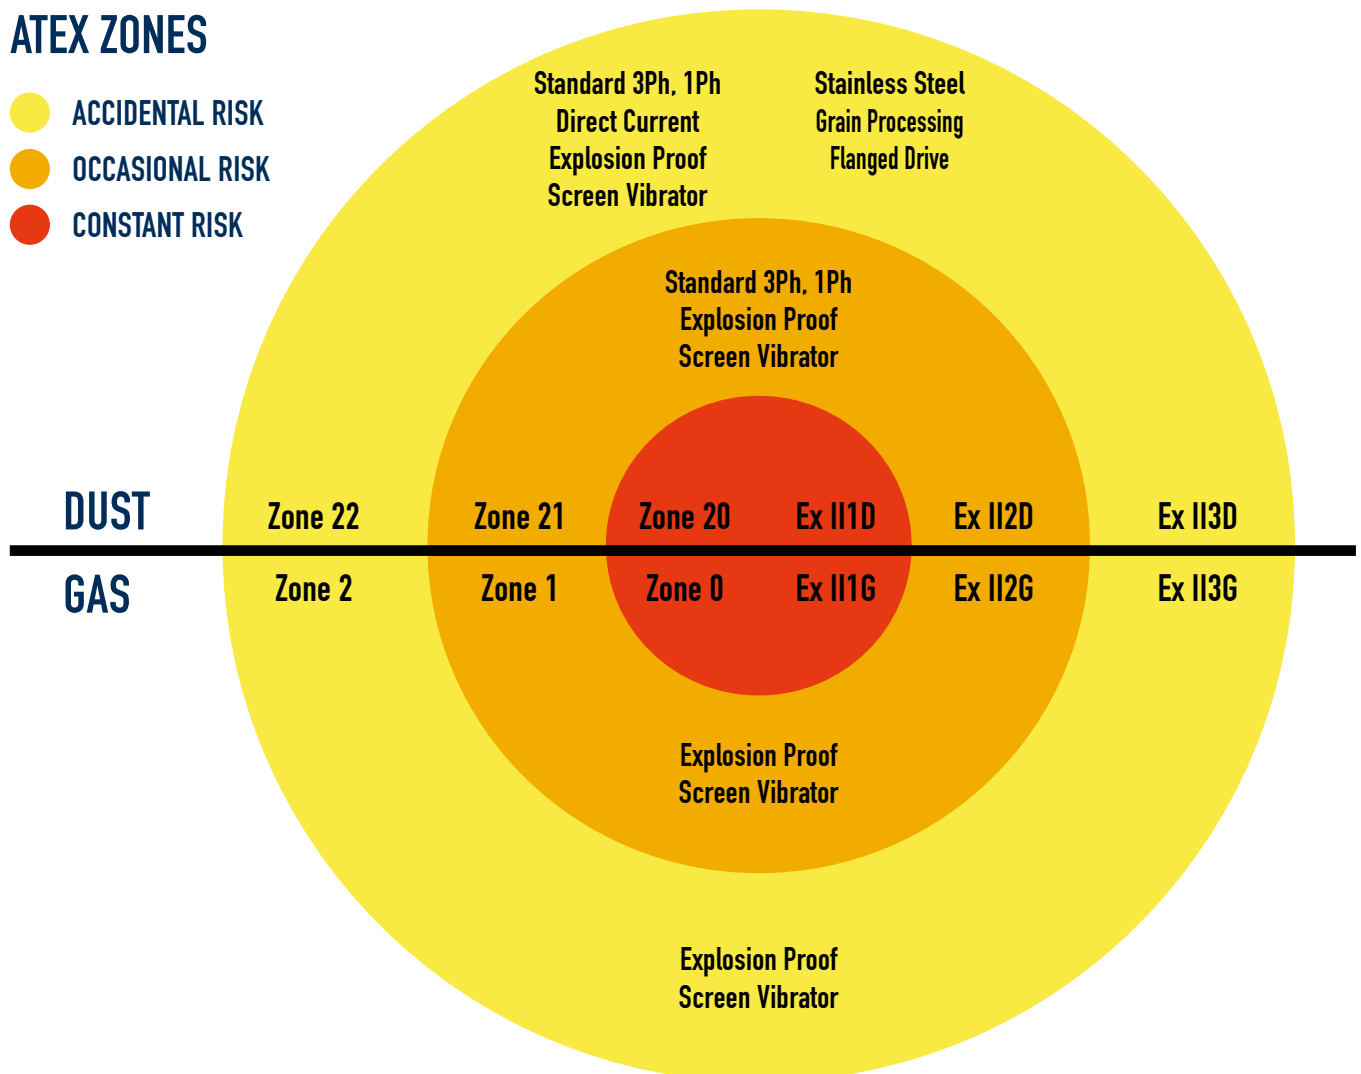 ATEX ZONES
ACCIDENTAL RISK
OCCASIONAL RISK
CONSTANT RISK
Standard 3Ph, 1Ph
Direct Current
Explosion Proof
Screen Vibrator
Stainless Steel
Grain Processing
Flanged Drive
Standard 3Ph, 1Ph
Explosion Proof
Screen Vibrator
DUST
Zone 22
Zone 21
Zone 20
Ex II1D
Ex II2D
Ex II3D
GAS
Zone 2
Zone 1
Zone 0
Ex II1G
Ex II2G
Ex II3G
Explosion Proof
Screen Vibrator
Explosion Proof
Screen Vibrator